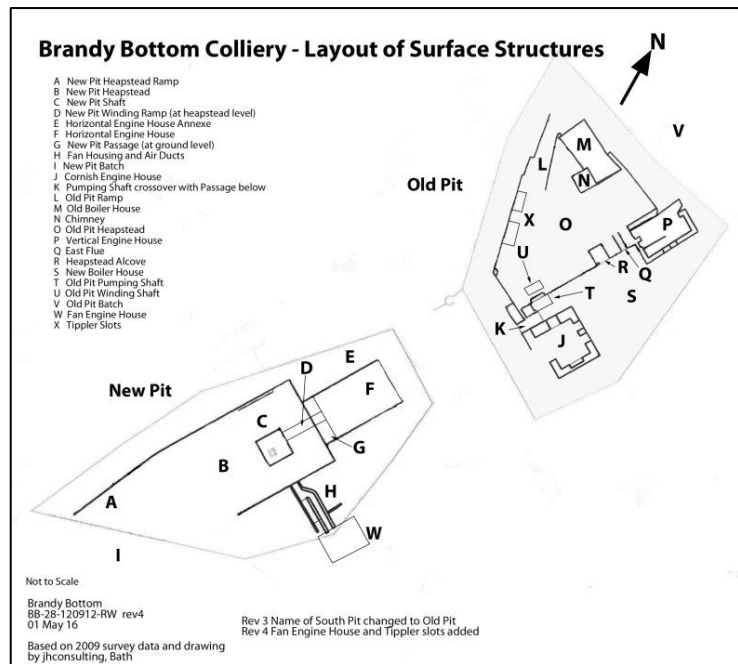 Brandy Bottom Colliery - Layout of Surface Structures
N
A New Pit Heapstead Ramp
B New Pit Heapstead
C New Pit Shaft
D New Pit Winding Ramp (at heapstead level)
E Horizontal Engine House Annexe
F Horizontal Engine House
G New Pit Passage (at ground level)
H Fan Housing and Air Ducts
I New Pit Batch
J Cornish Engine House
K Pumping Shaft crossover with Passage below
L Old Pit Ramp
M Old Boiler House
N Chimney
O Old Pit Heapstead
P Vertical Engine House
Q East Flue
R Heapstead Alcove
S New Boiler House
T Old Pit Pumping Shaft
U Old Pit Winding Shaft
V Old Pit Batch
W Fan Engine House
X Tippler Slots
Old Pit
V
M
L
N
X
O
P
U
R
Q
S
T
K
J
New Pit
E
D
F
C
G
B
H
A
W
I
Not to Scale
Brandy Bottom
BB-28-120912-RW rev4
01 May 16
Based on 2009 survey data and drawing
by jhconsulting, Bath
Rev 3 Name of South Pit changed to Old Pit
Rev 4 Fan Engine House and Tippler slots added